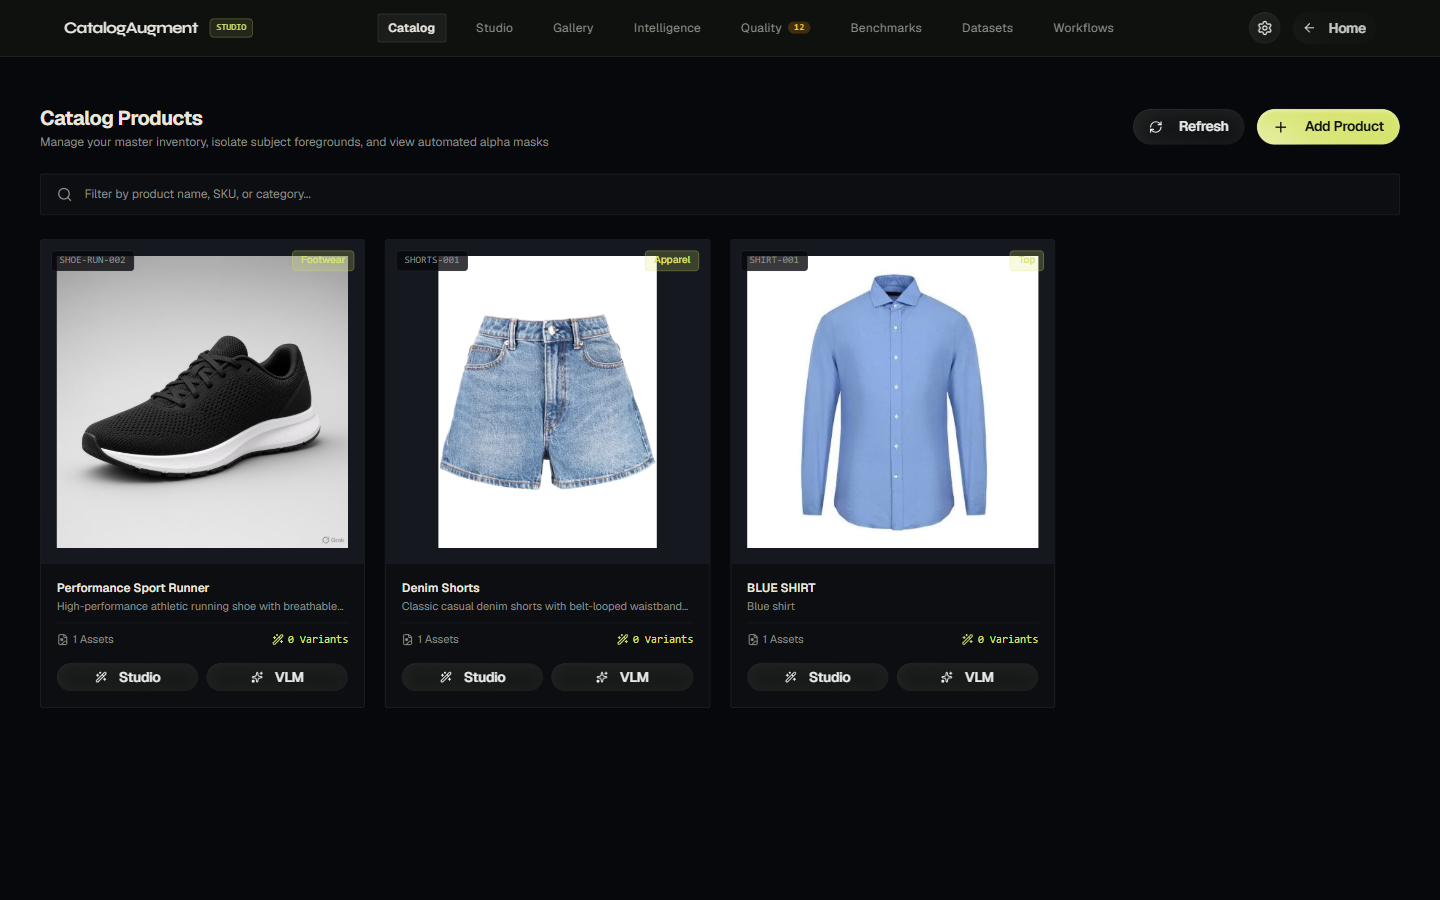 CatalogAugment STUDIO Catalog Studio Gallery Intelligence Quality 12 Benchmarks Datasets Workflows Home
Catalog Products
Manage your master inventory, isolate subject foregrounds, and view automated alpha masks
Refresh
Add Product
Filter by product name, SKU, or category...
SHOE-RUN-002 Footwear
SHORTS-001 Apparel
SHIRT-001 Top
Performance Sport Runner
High-performance athletic running shoe with breathable...
1 Assets 0 Variants
Studio VLM
Denim Shorts
Classic casual denim shorts with belt-looped waistband...
1 Assets 0 Variants
Studio VLM
BLUE SHIRT
Blue shirt
1 Assets 0 Variants
Studio VLM